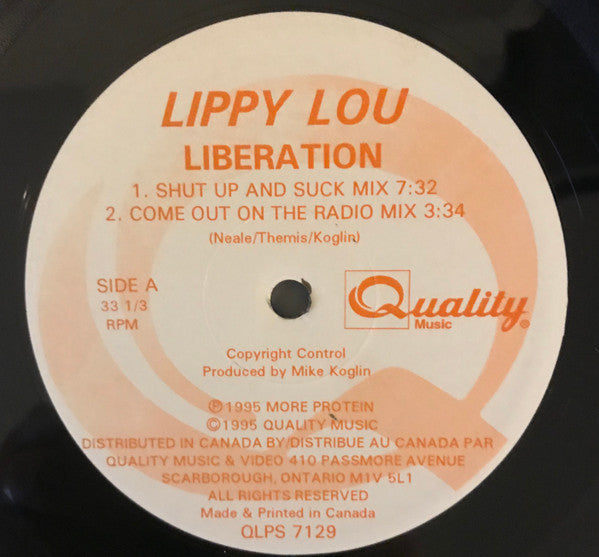 LIPPY LOU
LIBERATION
1. SHUT UP AND SUCK MIX 7:32
2. COME OUT ON THE RADIO MIX 3:34
(Neale/Themis/Koglin)
SIDE A
33 1/3
RPM
Quality®
Music
Copyright Control
Produced by Mike Koglin
℗1995 MORE PROTEIN
©1995 QUALITY MUSIC
DISTRIBUTED IN CANADA BY/DISTRIBUE AU CANADA PAR
QUALITY MUSIC & VIDEO 410 PASSMORE AVENUE
SCARBOROUGH, ONTARIO M1V 5L1
ALL RIGHTS RESERVED
Made & Printed in Canada
QLPS 7129